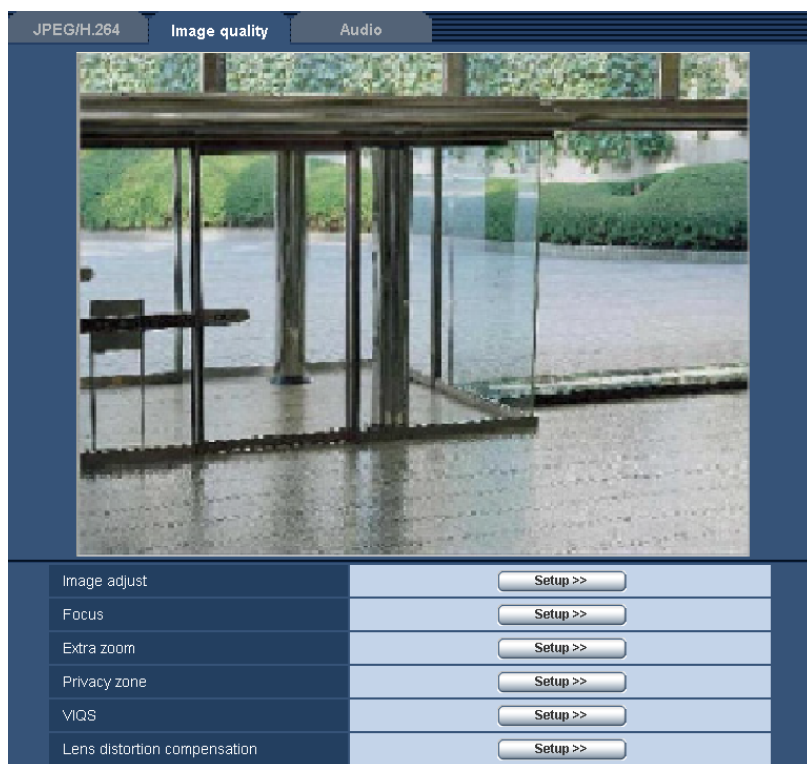 JPEG/H.264 Image quality Audio
Image adjust Setup >>
Focus Setup >>
Extra zoom Setup >>
Privacy zone Setup >>
VIQS Setup >>
Lens distortion compensation Setup >>